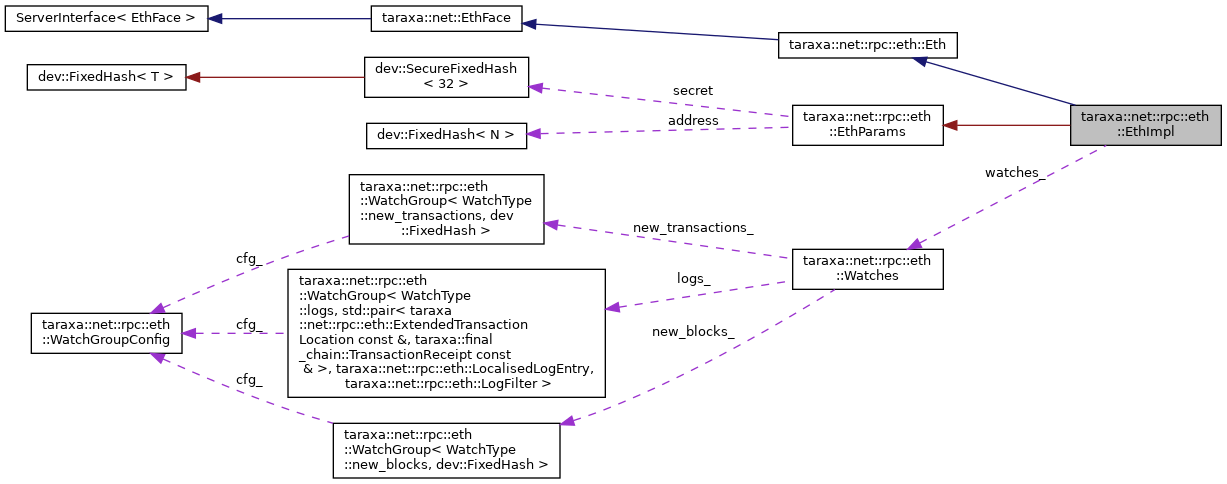 ServerInterface< EthFace >
taraxa::net::EthFace
taraxa::net::rpc::eth::Eth
dev::FixedHash< T >
dev::SecureFixedHash
< 32 >
secret
address
dev::FixedHash< N >
taraxa::net::rpc::eth
::EthParams
taraxa::net::rpc::eth
::EthImpl
watches_
taraxa::net::rpc::eth
::WatchGroup< WatchType
::new_transactions, dev
::FixedHash >
new_transactions_
cfg_
taraxa::net::rpc::eth
::Watches
taraxa::net::rpc::eth
::WatchGroup< WatchType
::logs, std::pair< taraxa
::net::rpc::eth::ExtendedTransaction
Location const &, taraxa::final
_chain::TransactionReceipt const
& >, taraxa::net::rpc::eth::LocalisedLogEntry,
taraxa::net::rpc::eth::LogFilter >
logs_
cfg_
taraxa::net::rpc::eth
::WatchGroupConfig
new_blocks_
cfg_
taraxa::net::rpc::eth
::WatchGroup< WatchType
::new_blocks, dev::FixedHash >